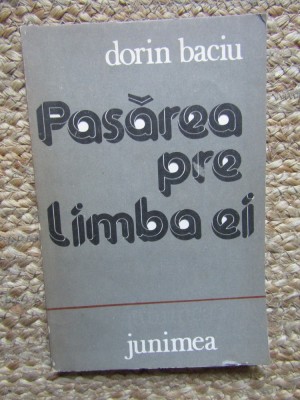 dorin baciu
Pasărea
pre
limba ei
junimea